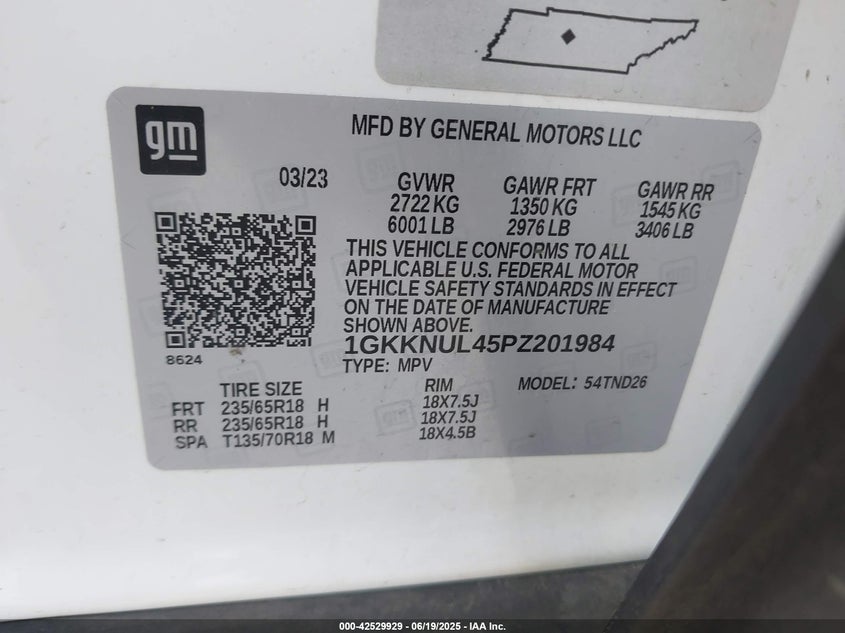 gm
MFD BY GENERAL MOTORS LLC
03/23
GVWR
2722 KG
6001 LB
GAWR FRT
1350 KG
2976 LB
GAWR RR
1545 KG
3406 LB
THIS VEHICLE CONFORMS TO ALL
APPLICABLE U.S. FEDERAL MOTOR
VEHICLE SAFETY STANDARDS IN EFFECT
ON THE DATE OF MANUFACTURE
SHOWN ABOVE.
8624
1GKKNUL45PZ201984
TYPE: MPV
TIRE SIZE RIM MODEL: 54TND26
FRT 235/65R18 H 18X7.5J
RR 235/65R18 H 18X7.5J
SPA T135/70R18 M 18X4.5B
000-42529929 / 06/19/2025 - IAA Inc.